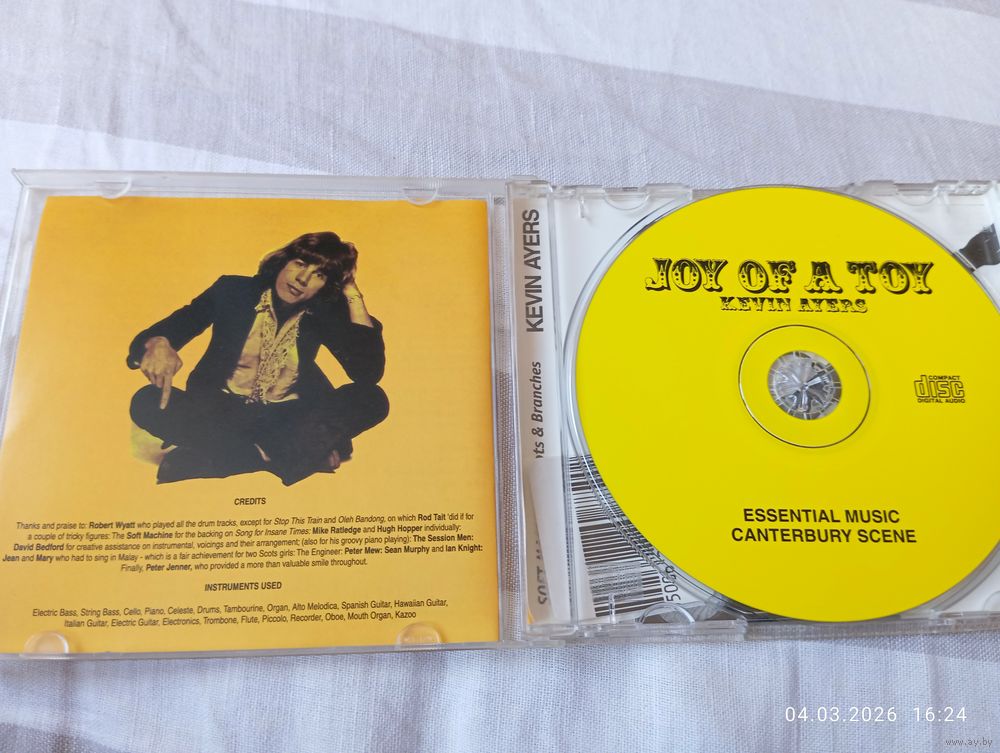 CREDITS
Thanks and praise to: Robert Wyatt who played all the drum tracks, except for Stop This Train and Oleh Bandong, on which Rod Tait 'did if for
a couple of tricky figures: The Soft Machine for the backing on Song for Insane Times: Mike Ratledge and Hugh Hopper individually:
David Bedford for creative assistance on instrumental, voicings and their arrangement; (also for his groovy piano playing): The Session Men:
Jean and Mary who had to sing in Malay - which is a fair achievement for two Scots girls: The Engineer: Peter Mew: Sean Murphy and Ian Knight:
Finally, Peter Jenner, who provided a more than valuable smile throughout.
INSTRUMENTS USED
Electric Bass, String Bass, Cello, Piano, Celeste, Drums, Tambourine, Organ, Alto Melodica, Spanish Guitar, Hawaiian Guitar,
Italian Guitar, Electric Guitar, Electronics, Trombone, Flute, Piccolo, Recorder, Oboe, Mouth Organ, Kazoo
KEVIN AYERS
& Branches
JOY OF A TOY
KEVIN AYERS
COMPACT
disc
DIGITAL AUDIO
ESSENTIAL MUSIC
CANTERBURY SCENE
04.03.2026 16:24
www.ay.by